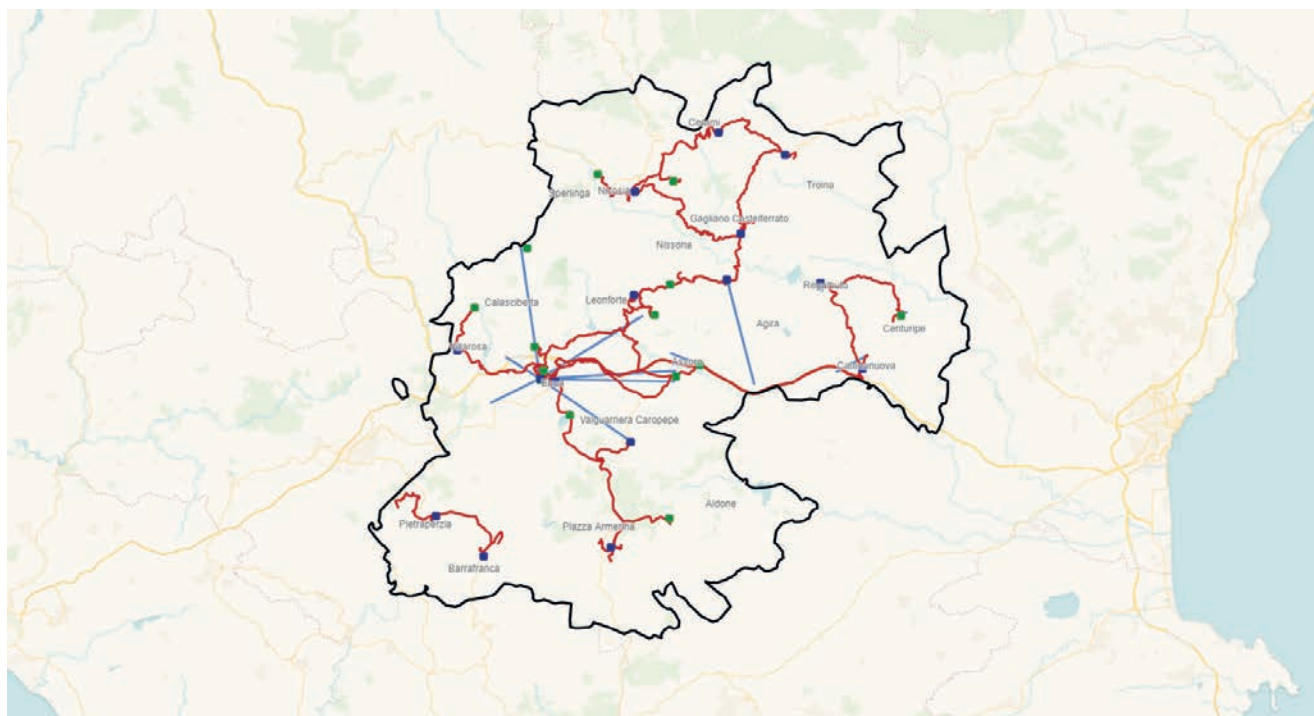 Cerami
Troina
Sperlinga
Nicosia
Gagliano Castelferrato
Nissoria
Calascibetta
Leonforte
Regalbuto
Agira
Centuripe
Villarosa
Assoro
Catenanuova
Enna
Valguarnera Caropepe
Aidone
Pietraperzia
Piazza Armerina
Barrafranca